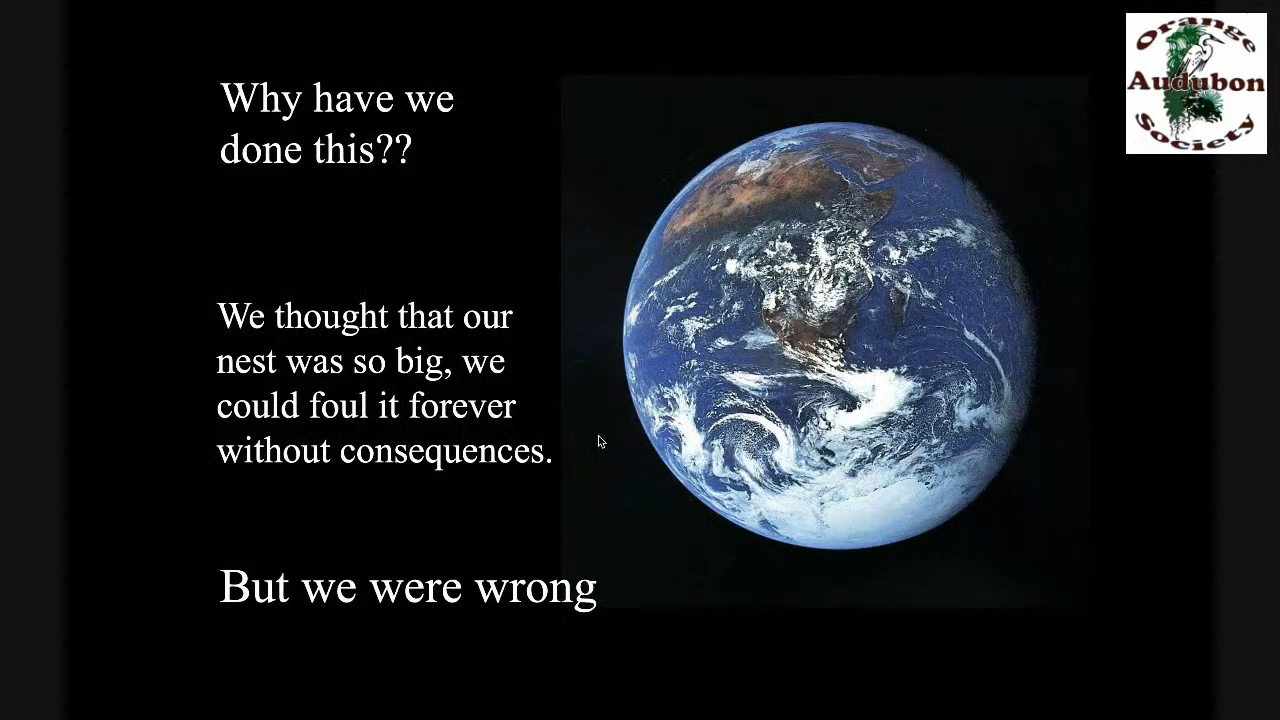 Why have we
done this??
We thought that our
nest was so big, we
could foul it forever
without consequences.
But we were wrong
Orange
Audubon
Society